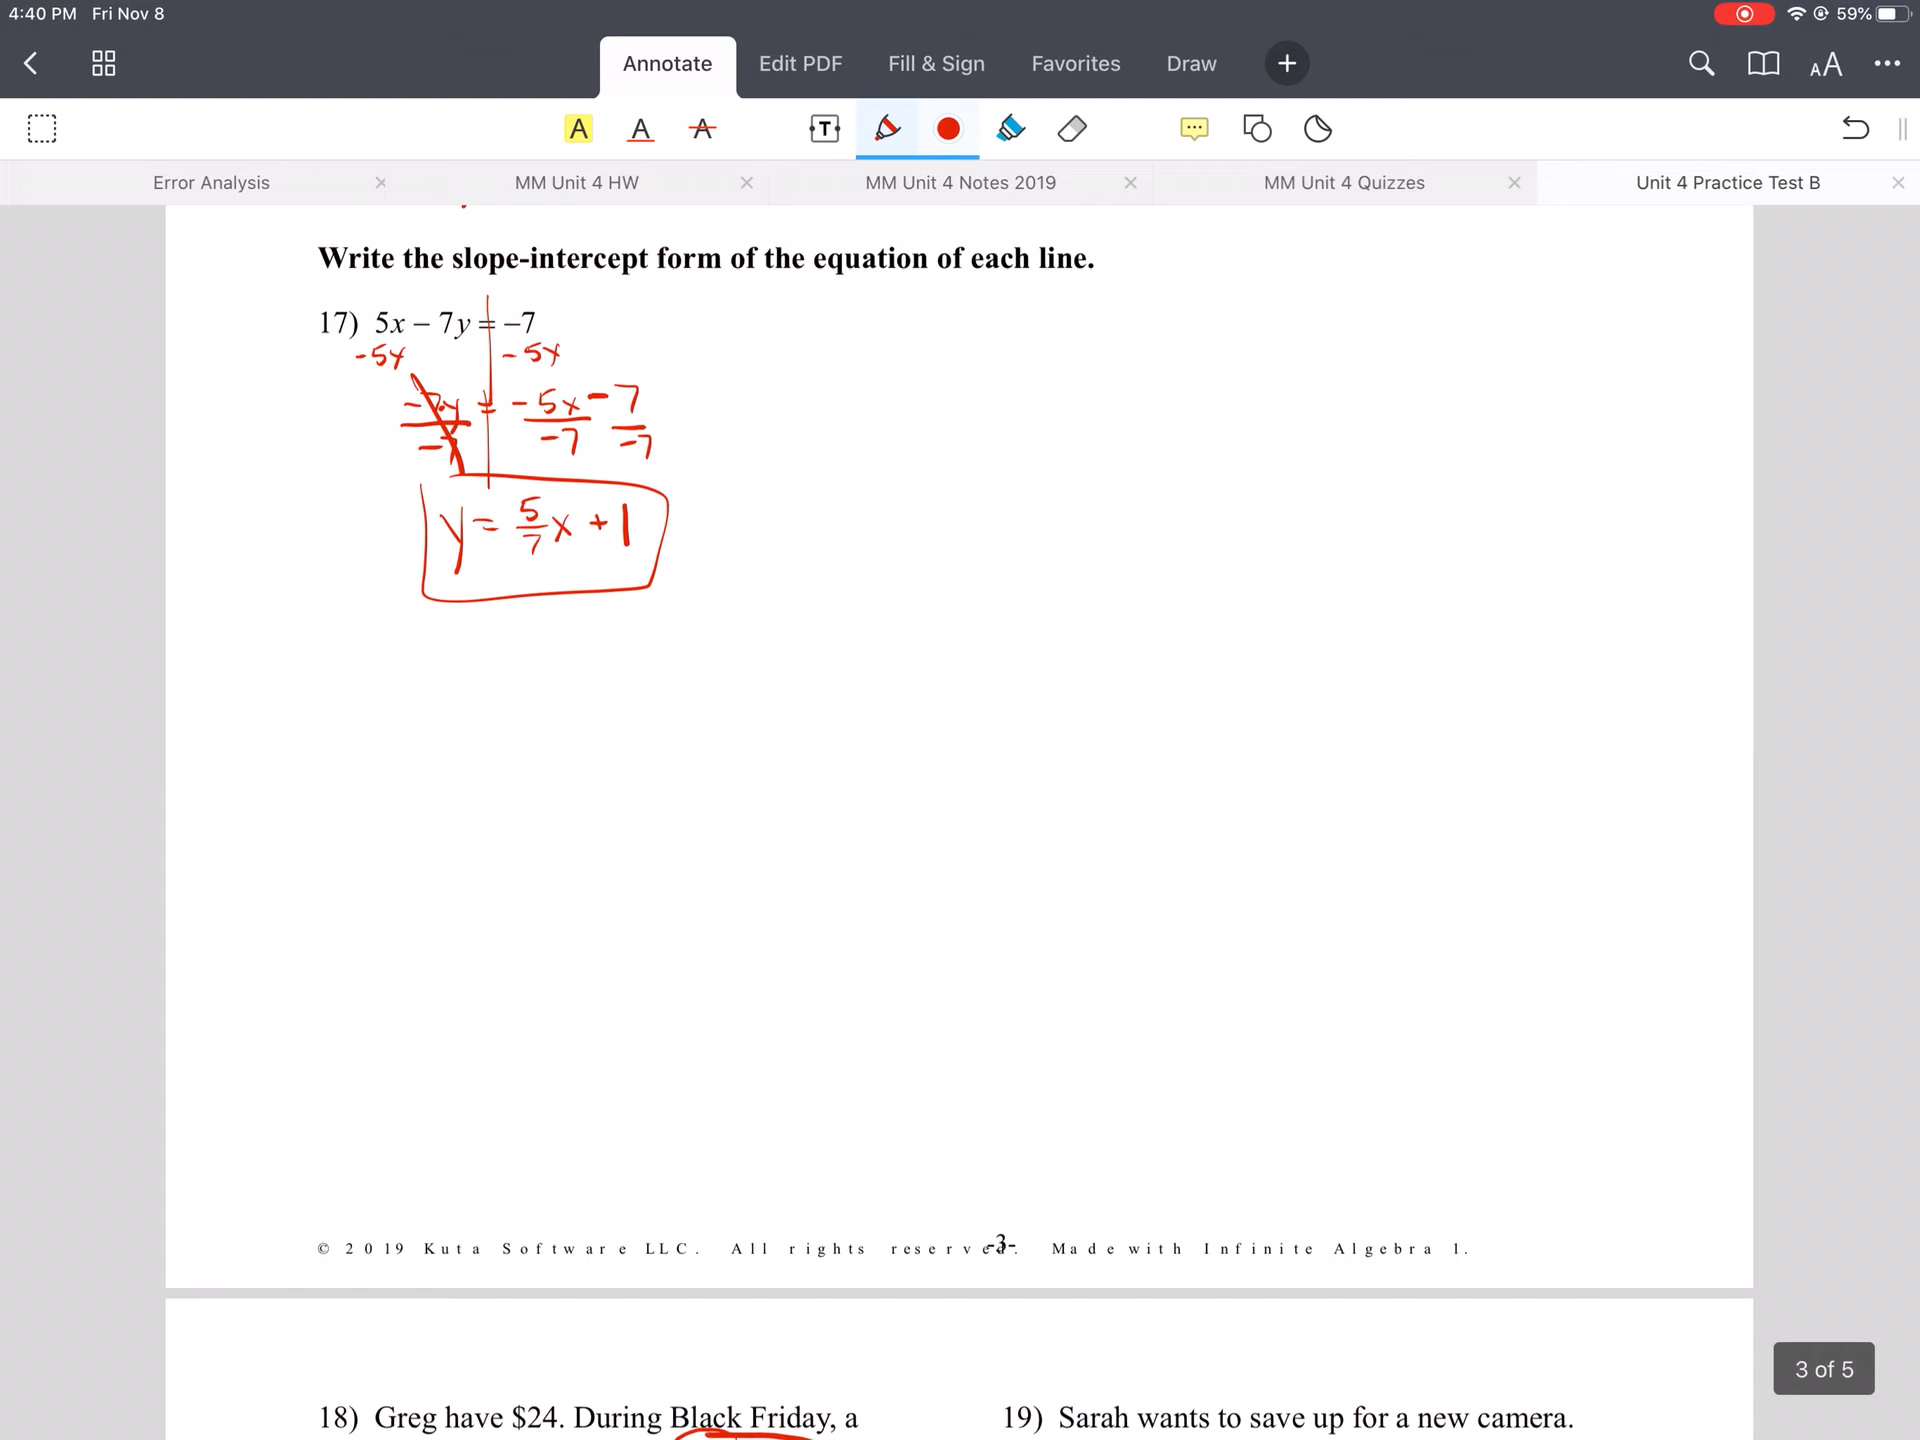 4:40 PM Fri Nov 8 59%
Annotate Edit PDF Fill & Sign Favorites Draw
Error Analysis MM Unit 4 HW MM Unit 4 Notes 2019 MM Unit 4 Quizzes Unit 4 Practice Test B
Write the slope-intercept form of the equation of each line.
17) 5x – 7y = –7
-5x -5x
-7y = -5x - 7
-7 -7 -7
y = 5/7 x + 1
© 2019 Kuta Software LLC. All rights reserved. -3- Made with Infinite Algebra 1.
3 of 5
18) Greg have $24. During Black Friday, a
19) Sarah wants to save up for a new camera.